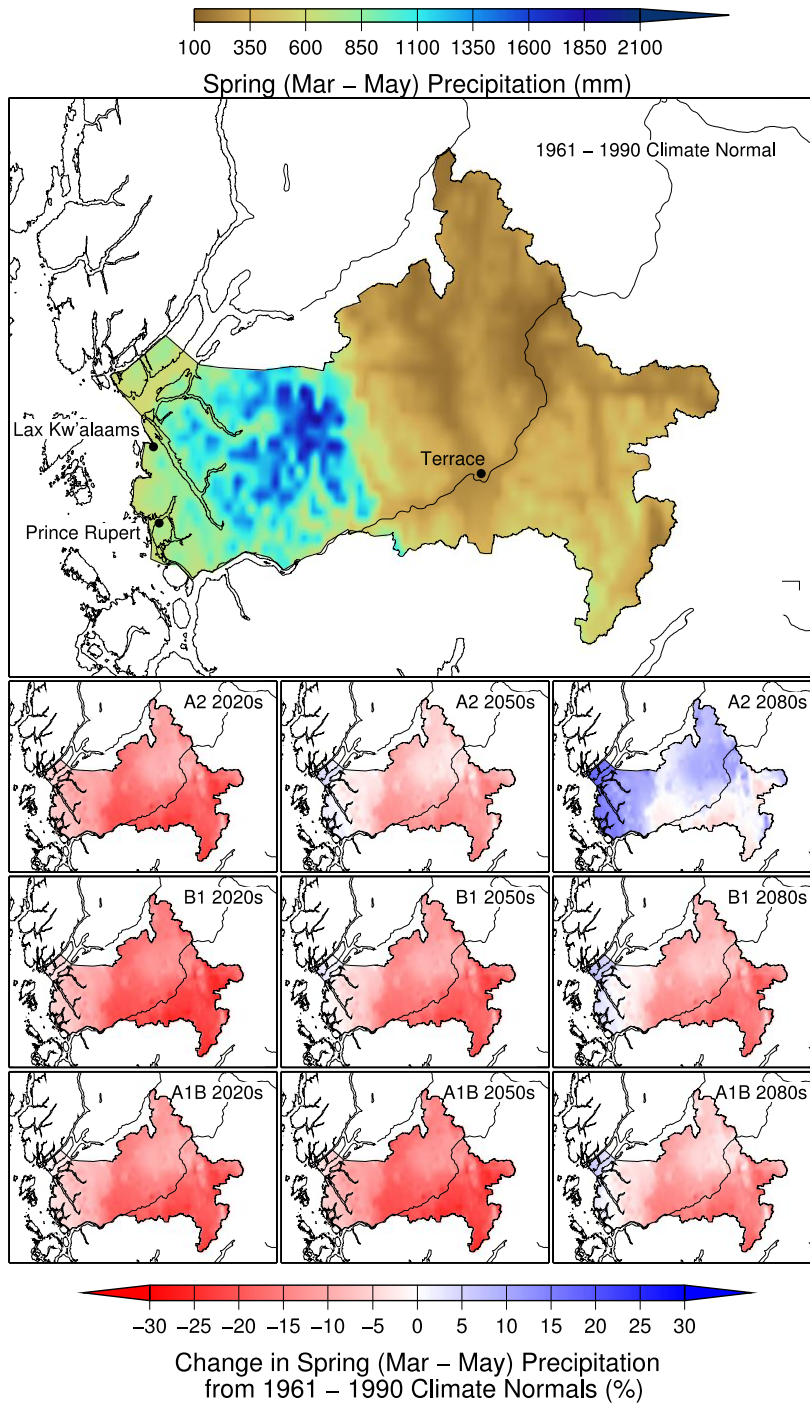 100 350 600 850 1100 1350 1600 1850 2100
Spring (Mar – May) Precipitation (mm)
1961 – 1990 Climate Normal
Lax Kw'alaams
Terrace
Prince Rupert
A2 2020s
A2 2050s
A2 2080s
B1 2020s
B1 2050s
B1 2080s
A1B 2020s
A1B 2050s
A1B 2080s
−30 −25 −20 −15 −10 −5 0 5 10 15 20 25 30
Change in Spring (Mar – May) Precipitation
from 1961 – 1990 Climate Normals (%)